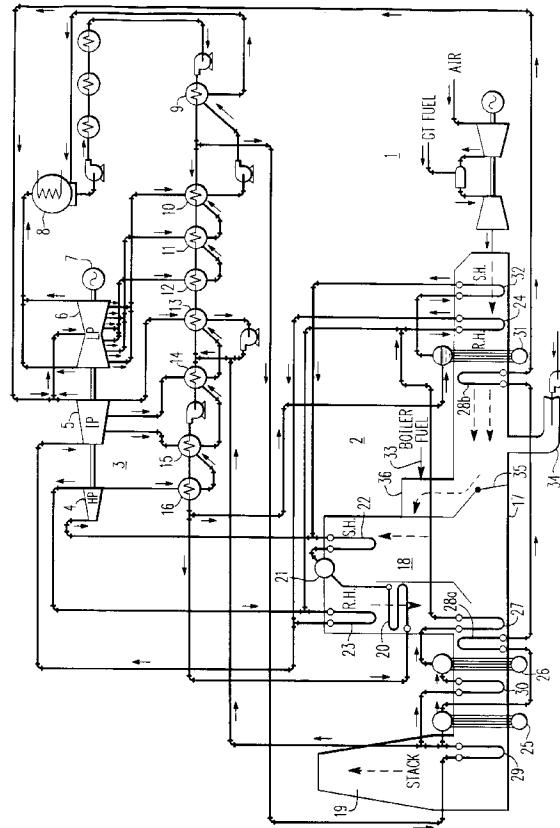 8
7
6
LP
5
IP
3
4
HP
9
10
11
12
13
14
15
16
AIR
GT FUEL
1
S.H.
32
24
R.H.
31
28b
2
BOILER
FUEL
33
36
34
35
17
22
S.H.
18
21
R.H.
23
20
28a
27
26
30
25
29
STACK
19